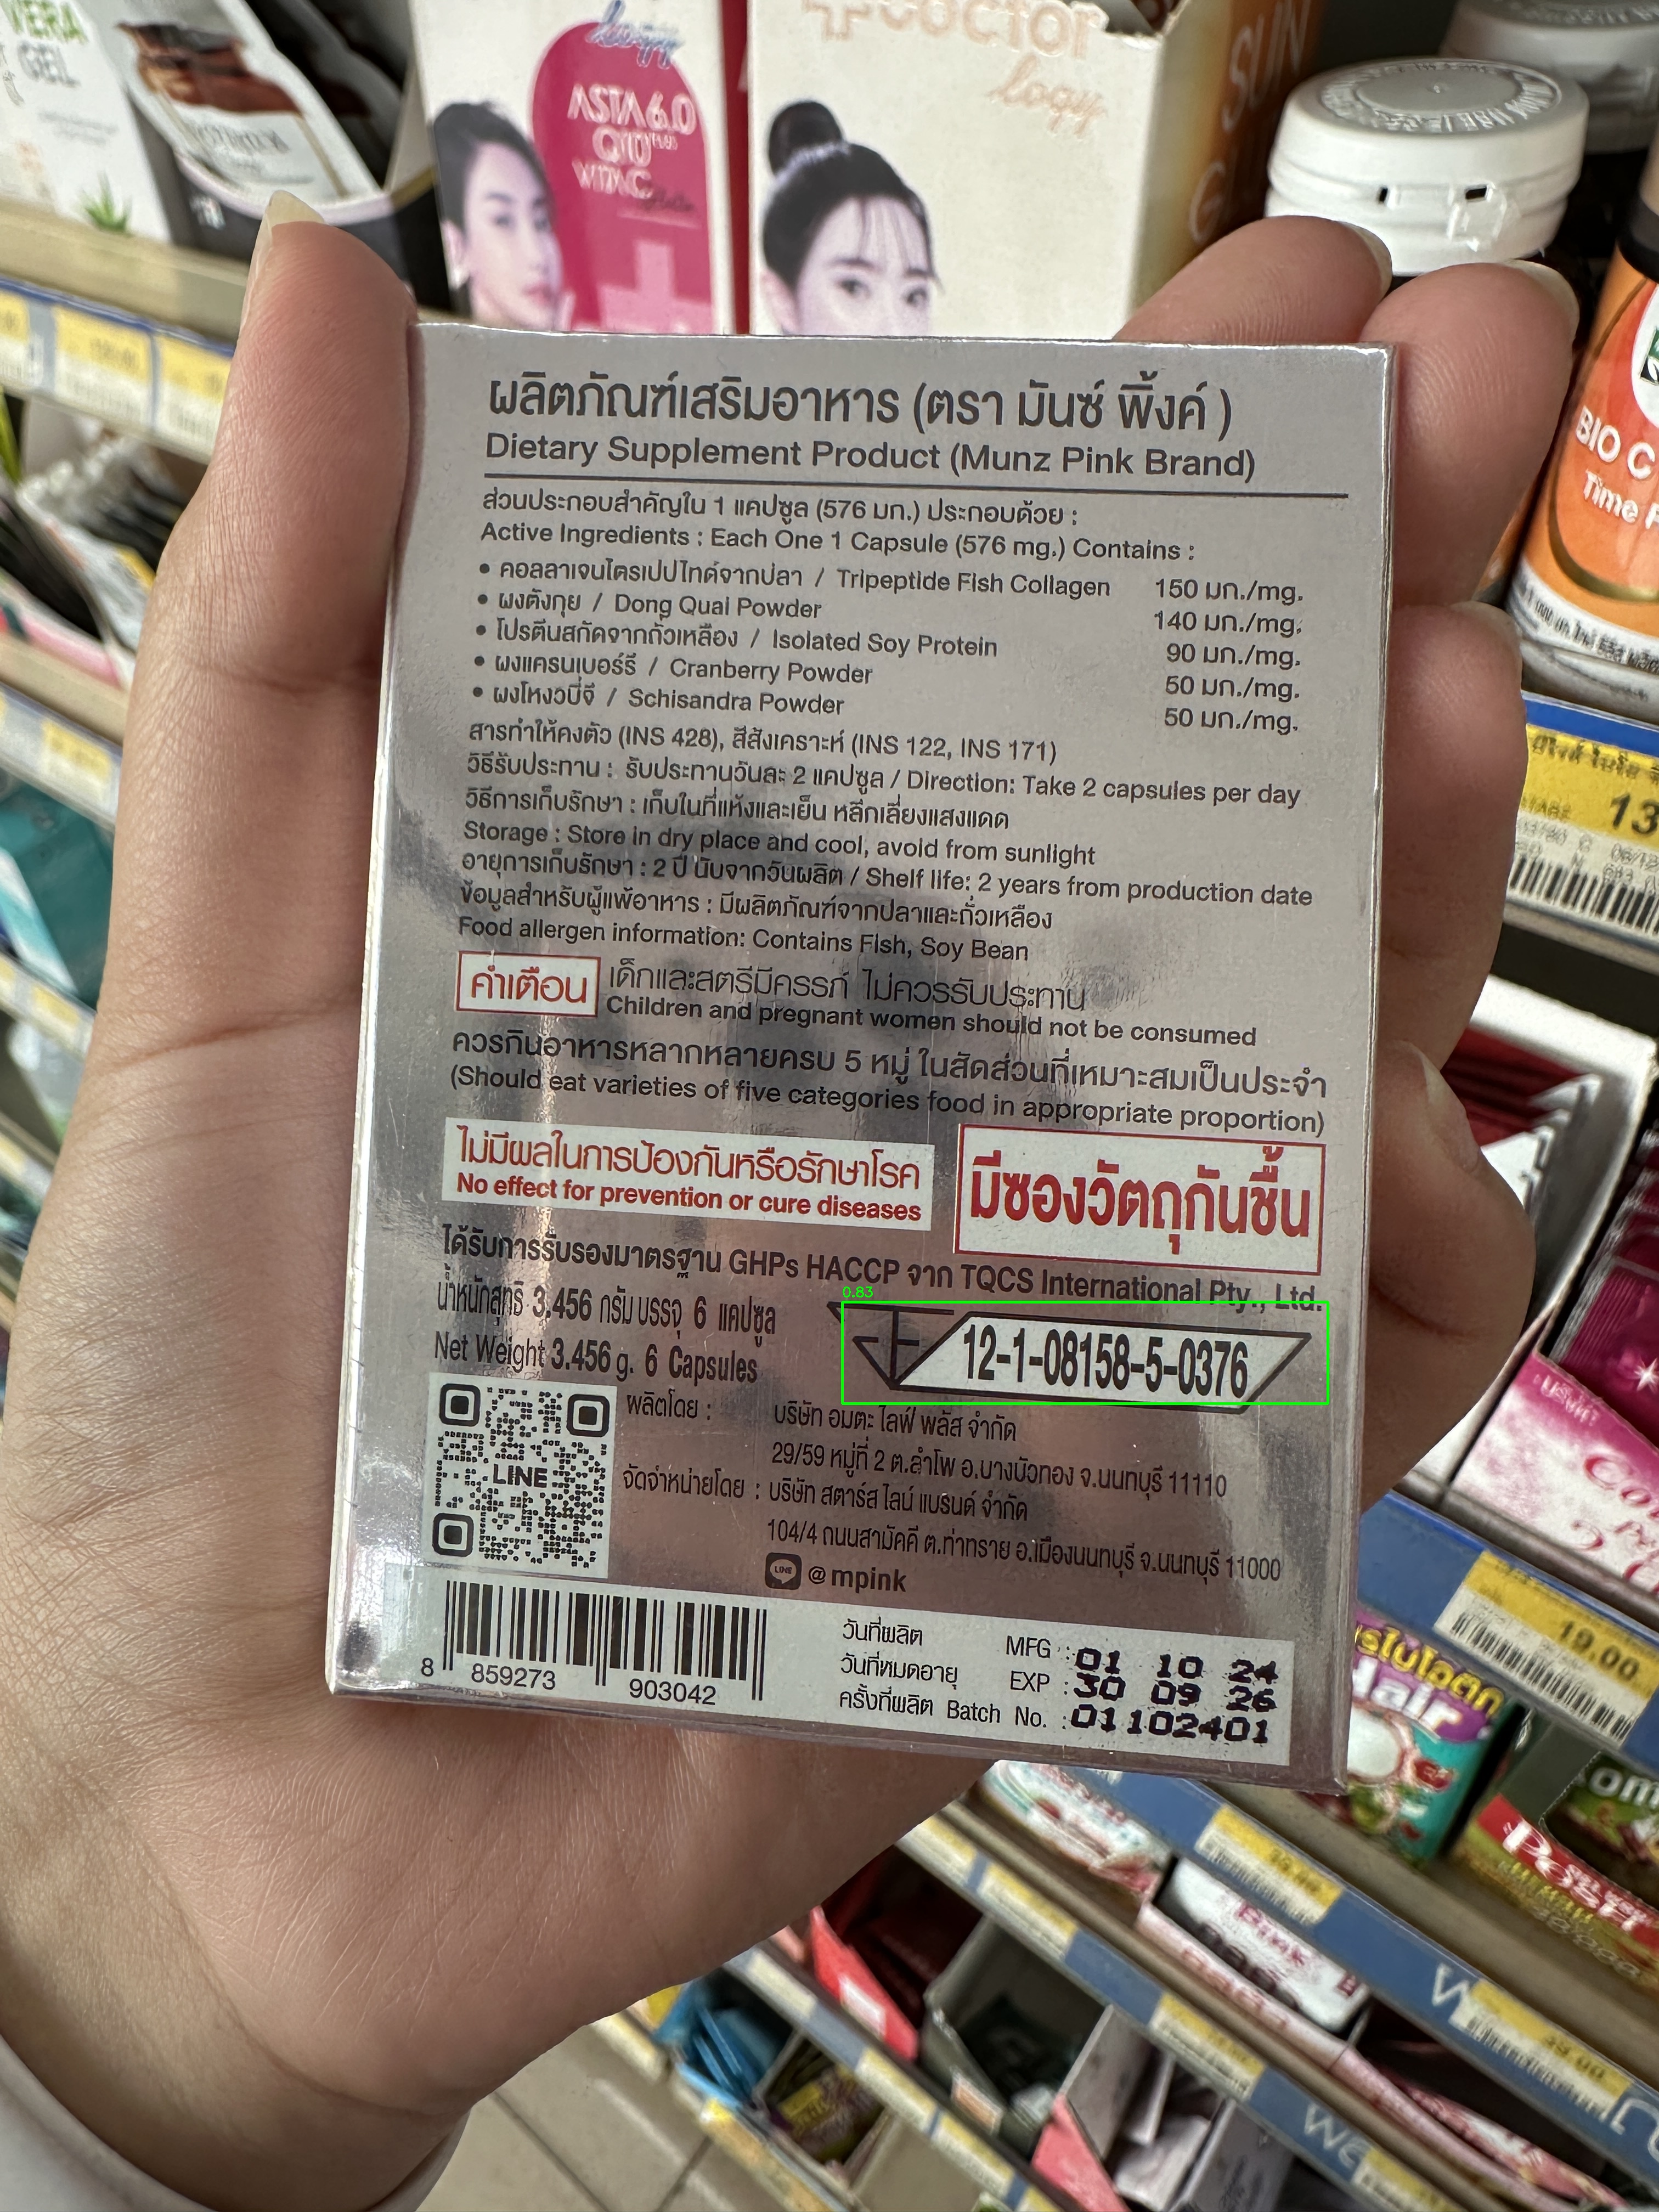 VERA
GEL
ASTA 6.0
Q10 PLUS
VIT C
doctor
logy
SUN
BIO C
Time
ผลิตภัณฑ์เสริมอาหาร (ตรา มันซ์ พิ้งค์ )
Dietary Supplement Product (Munz Pink Brand)
ส่วนประกอบสำคัญใน 1 แคปซูล (576 มก.) ประกอบด้วย :
Active Ingredients : Each One 1 Capsule (576 mg.) Contains :
• คอลลาเจนไตรเปปไทด์จากปลา / Tripeptide Fish Collagen 150 มก./mg.
• ผงตังกุย / Dong Quai Powder 140 มก./mg.
• โปรตีนสกัดจากถั่วเหลือง / Isolated Soy Protein 90 มก./mg.
• ผงแครนเบอร์รี / Cranberry Powder 50 มก./mg.
• ผงโหงวบี่จี / Schisandra Powder 50 มก./mg.
สารทำให้คงตัว (INS 428), สีสังเคราะห์ (INS 122, INS 171)
วิธีรับประทาน : รับประทานวันละ 2 แคปซูล / Direction: Take 2 capsules per day
วิธีการเก็บรักษา : เก็บในที่แห้งและเย็น หลีกเลี่ยงแสงแดด
Storage : Store in dry place and cool, avoid from sunlight
อายุการเก็บรักษา : 2 ปี นับจากวันผลิต / Shelf life: 2 years from production date
ข้อมูลสำหรับผู้แพ้อาหาร : มีผลิตภัณฑ์จากปลาและถั่วเหลือง
Food allergen information: Contains Fish, Soy Bean
คำเตือน เด็กและสตรีมีครรภ์ ไม่ควรรับประทาน
Children and pregnant women should not be consumed
ควรกินอาหารหลากหลายครบ 5 หมู่ ในสัดส่วนที่เหมาะสมเป็นประจำ
(Should eat varieties of five categories food in appropriate proportion)
ไม่มีผลในการป้องกันหรือรักษาโรค
No effect for prevention or cure diseases
มีซองวัตถุกันชื้น
ได้รับการรับรองมาตรฐาน GHPs HACCP จาก TQCS International Pty., Ltd.
น้ำหนักสุทธิ 3.456 กรัม บรรจุ 6 แคปซูล
Net Weight 3.456 g. 6 Capsules
0.83
12-1-08158-5-0376
LINE
ผลิตโดย : บริษัท อมตะ ไลฟ์ พลัส จำกัด
29/59 หมู่ที่ 2 ต.ลำโพ อ.บางบัวทอง จ.นนทบุรี 11110
จัดจำหน่ายโดย : บริษัท สตาร์ส ไลน์ แบรนด์ จำกัด
104/4 ถนนสามัคคี ต.ท่าทราย อ.เมืองนนทบุรี จ.นนทบุรี 11000
LINE @mpink
8 859273 903042
วันที่ผลิต MFG : 01 10 24
วันที่หมดอายุ EXP : 30 09 26
ครั้งที่ผลิต Batch No. : 01102401
13
19.00
Hair